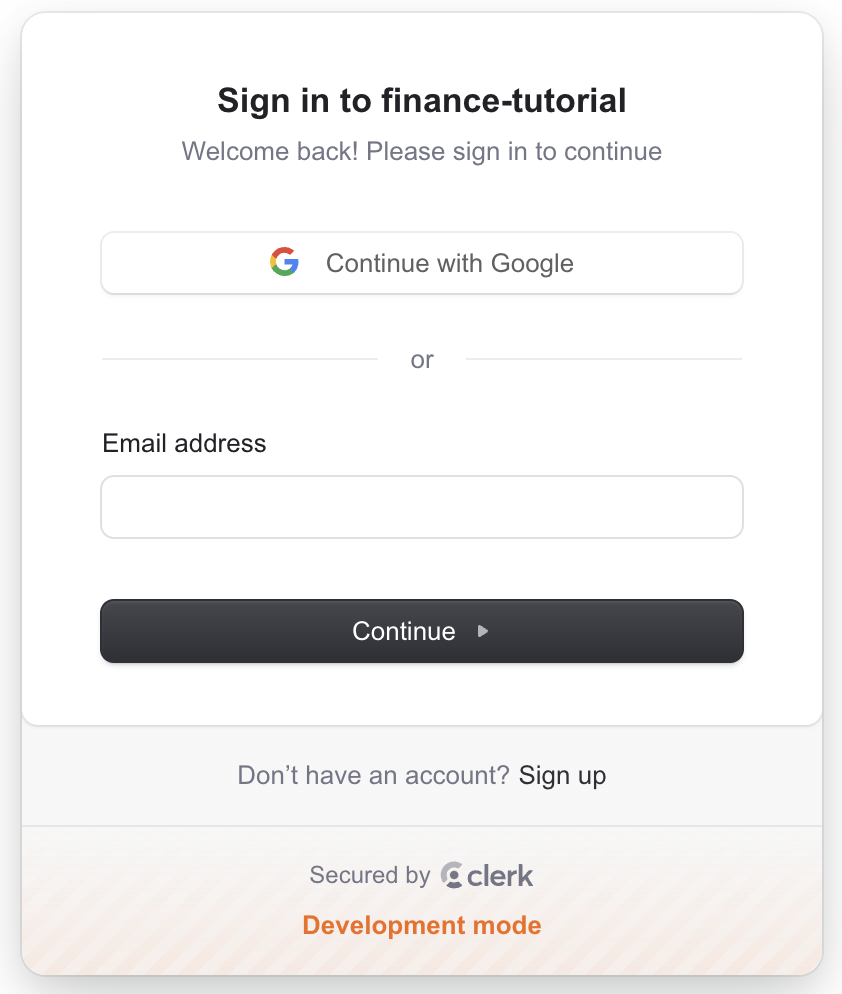 Sign in to finance-tutorial
Welcome back! Please sign in to continue
Continue with Google
or
Email address
Continue
Don’t have an account? Sign up
Secured by clerk
Development mode